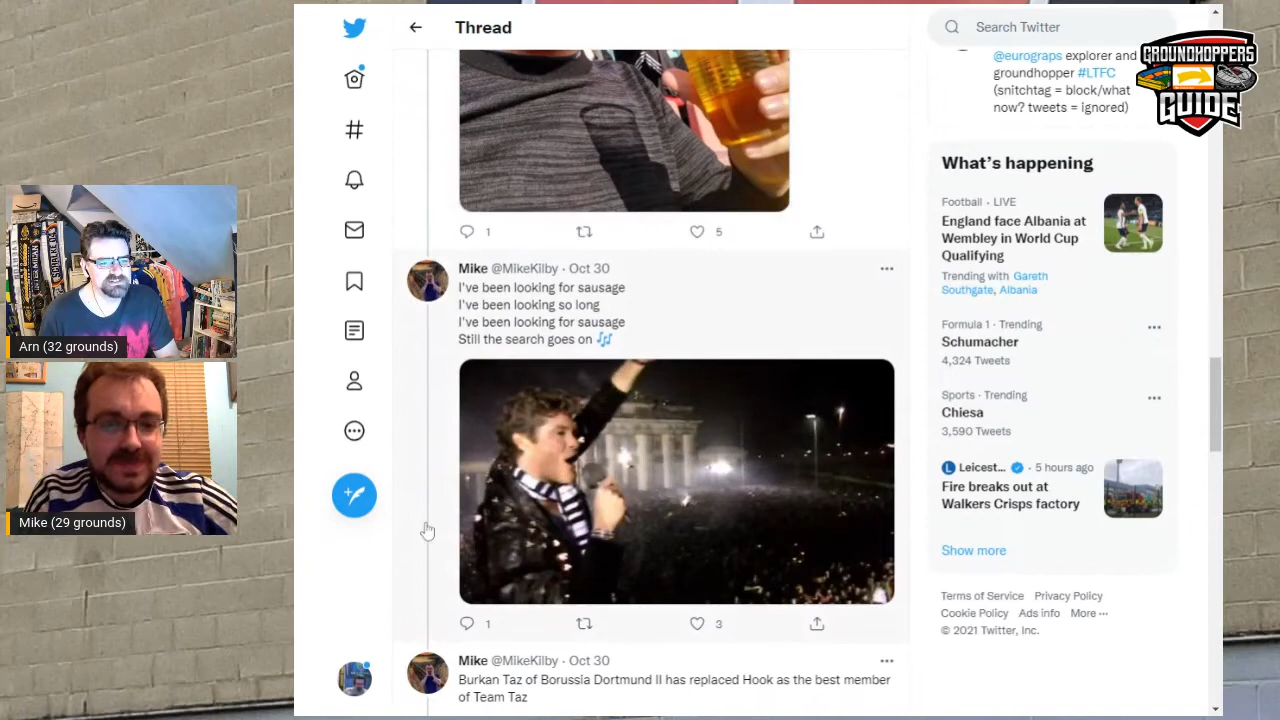 Thread
Search Twitter
@eurograps explorer and
groundhopper #LTFC
(snitchtag = block/what
now? tweets = ignored)
GROUNDHOPPERS
GUIDE
What's happening
Football · LIVE
England face Albania at
Wembley in World Cup
Qualifying
Trending with Gareth
Southgate, Albania
Formula 1 · Trending
Schumacher
4,324 Tweets
Sports · Trending
Chiesa
3,590 Tweets
L Leicest... · 5 hours ago
Fire breaks out at
Walkers Crisps factory
Show more
Terms of Service Privacy Policy
Cookie Policy Ads info More ···
© 2021 Twitter, Inc.
1 5
Mike @MikeKilby · Oct 30
I've been looking for sausage
I've been looking so long
I've been looking for sausage
Still the search goes on 🎶
1 3
Mike @MikeKilby · Oct 30
Burkan Taz of Borussia Dortmund II has replaced Hook as the best member
of Team Taz
Arn (32 grounds)
Mike (29 grounds)